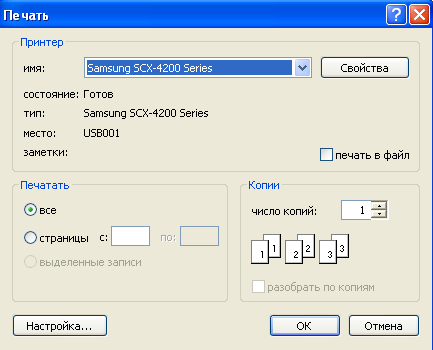 Печать
Принтер
имя: Samsung SCX-4200 Series Свойства
состояние: Готов
тип: Samsung SCX-4200 Series
место: USB001
заметки: печать в файл
Печатать
все
страницы с: по:
выделенные записи
Копии
число копий: 1
1 1 2 2 3 3
разобрать по копиям
Настройка... OK Отмена